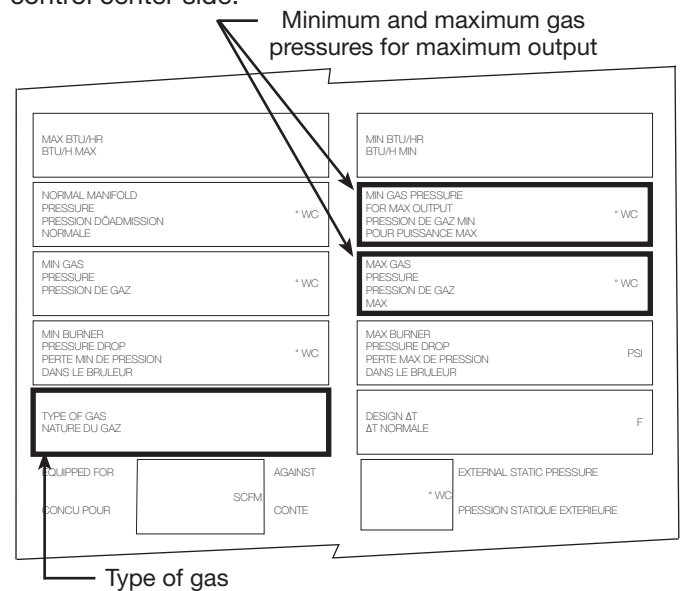 control center side.
Minimum and maximum gas
pressures for maximum output
MAX BTU/HR
BTU/H MAX
MIN BTU/HR
BTU/H MIN
NORMAL MANIFOLD
PRESSURE
PRESSION DÕADMISSION
NORMALE
" WC
MIN GAS PRESSURE
FOR MAX OUTPUT
PRESSION DE GAZ MIN
POUR PUISSANCE MAX
" WC
MIN GAS
PRESSURE
PRESSION DE GAZ
" WC
MAX GAS
PRESSURE
PRESSION DE GAZ
MAX
" WC
MIN BURNER
PRESSURE DROP
PERTE MIN DE PRESSION
DANS LE BRULEUR
" WC
MAX BURNER
PRESSURE DROP
PERTE MAX DE PRESSION
DANS LE BRULEUR
PSI
TYPE OF GAS
NATURE DU GAZ
DESIGN ΔT
ΔT NORMALE
F
EQUIPPED FOR
CONCU POUR
SCFM
AGAINST
CONTE
" WC
EXTERNAL STATIC PRESSURE
PRESSION STATIQUE EXTERIEURE
Type of gas